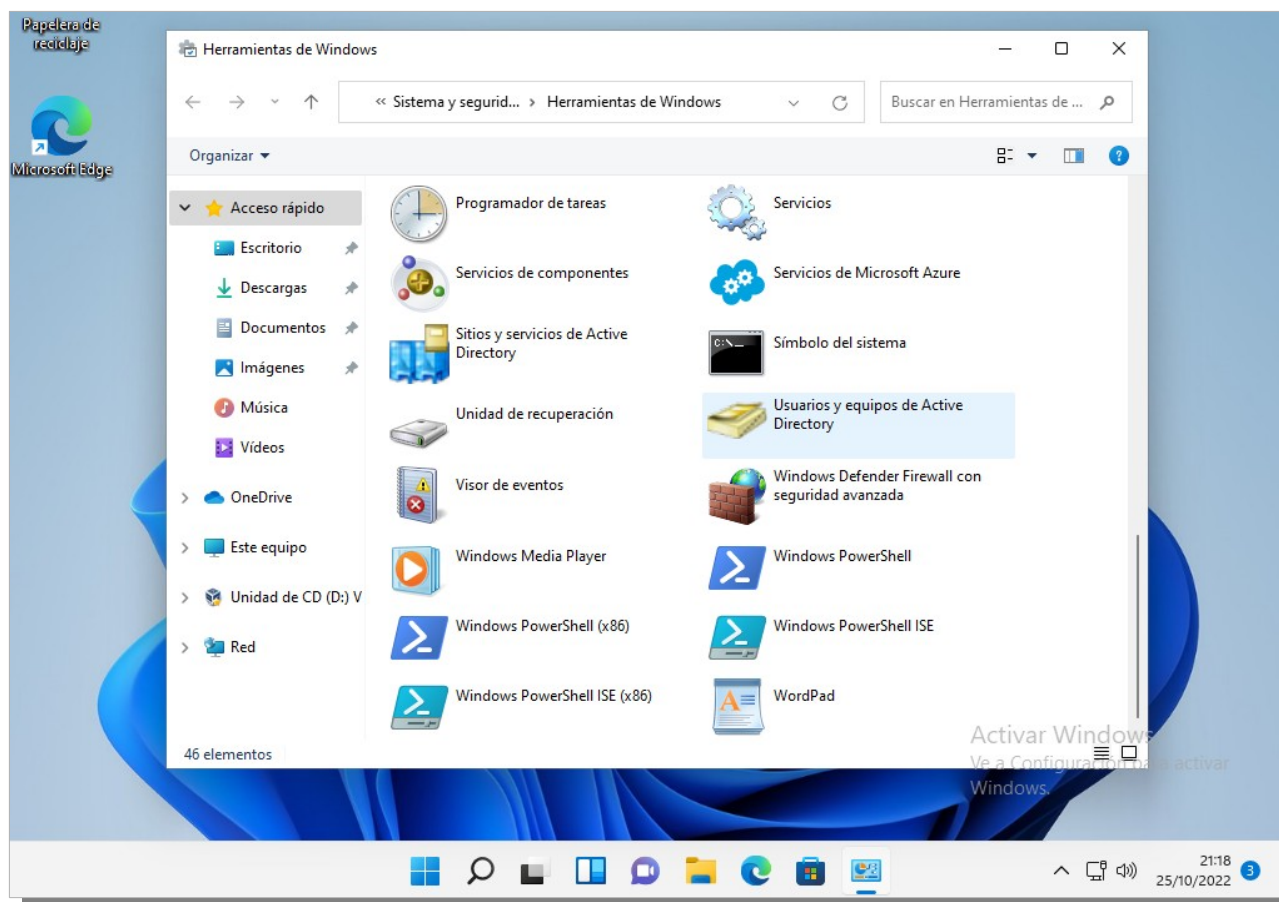 Papelera de
reciclaje
Microsoft Edge
Herramientas de Windows
« Sistema y segurid... › Herramientas de Windows
Buscar en Herramientas de ...
Organizar
Acceso rápido
Escritorio
Descargas
Documentos
Imágenes
Música
Vídeos
OneDrive
Este equipo
Unidad de CD (D:) V
Red
Programador de tareas
Servicios
Servicios de componentes
Servicios de Microsoft Azure
Sitios y servicios de Active
Directory
C:\_
Símbolo del sistema
Unidad de recuperación
Usuarios y equipos de Active
Directory
Visor de eventos
Windows Defender Firewall con
seguridad avanzada
Windows Media Player
Windows PowerShell
Windows PowerShell (x86)
Windows PowerShell ISE
Windows PowerShell ISE (x86)
WordPad
46 elementos
Activar Windows
Ve a Configuración para activar
Windows.
21:18
25/10/2022
3